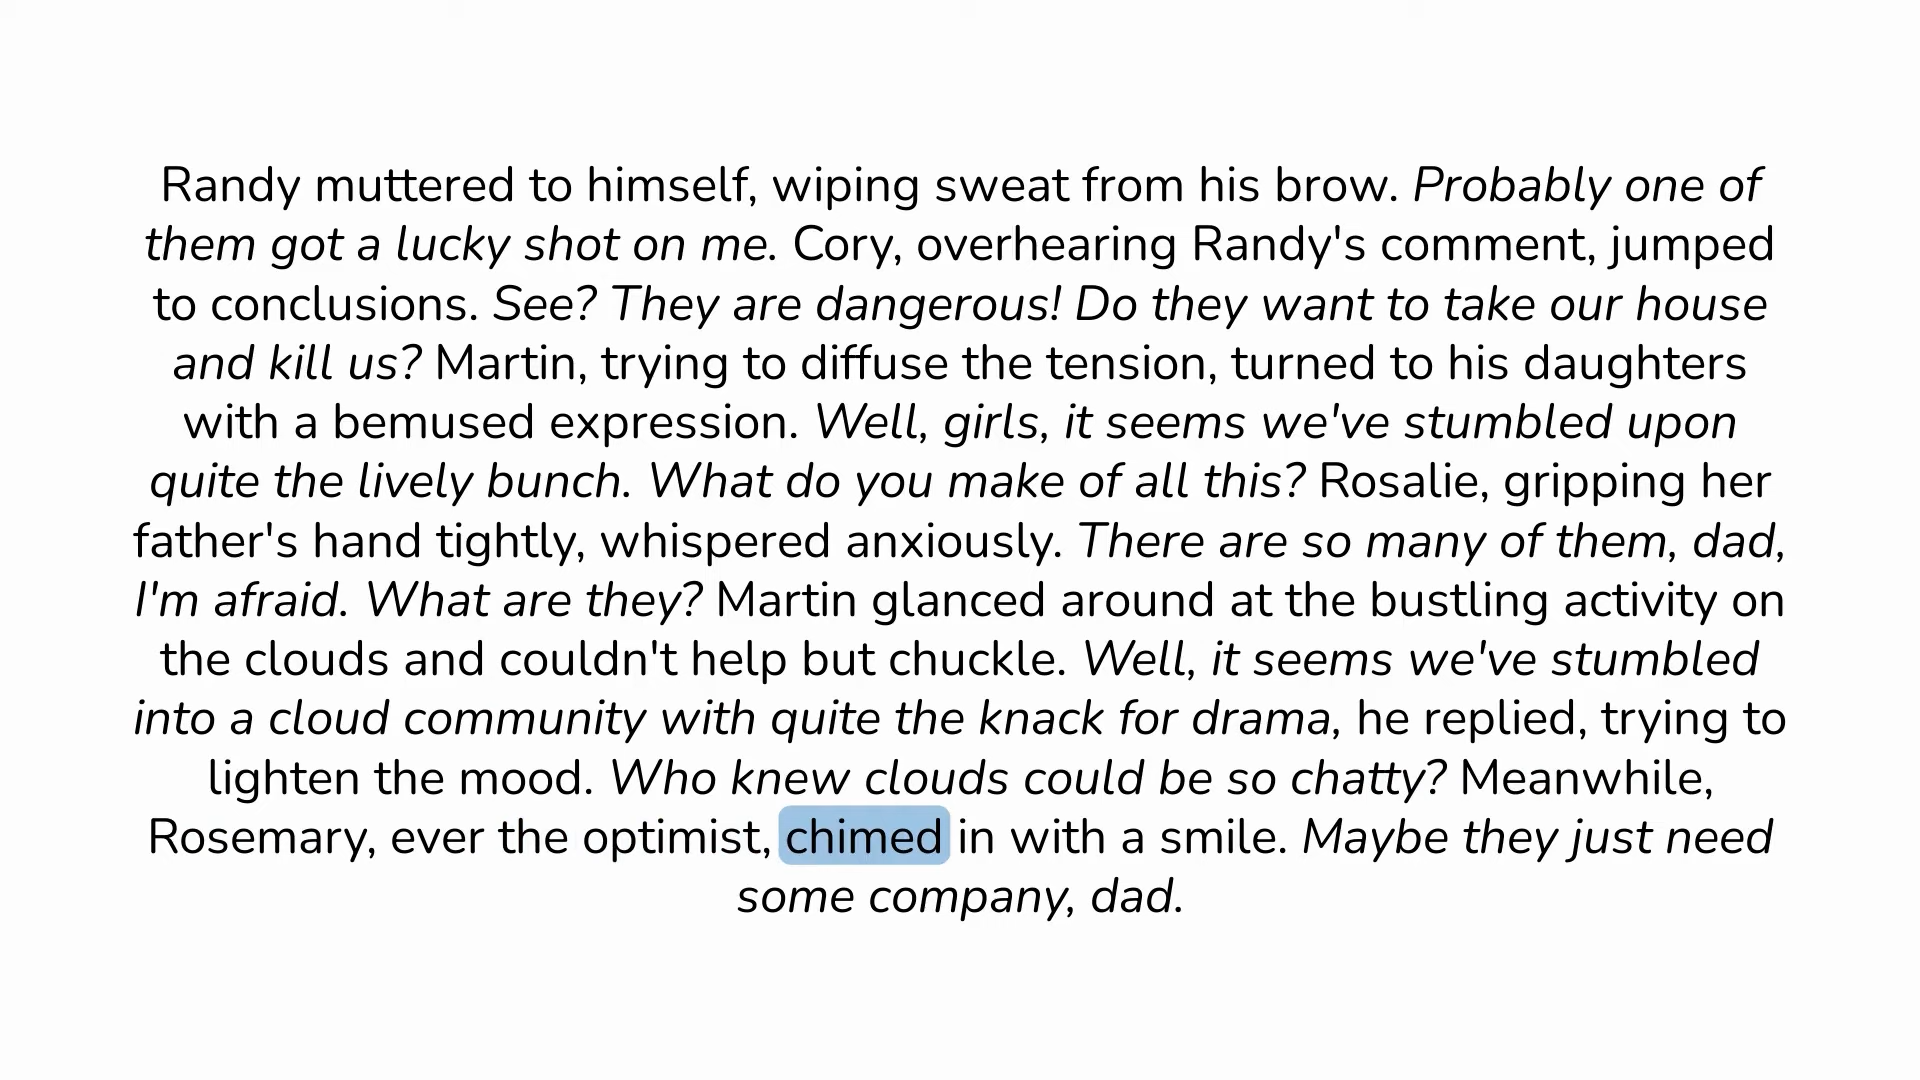 Randy muttered to himself, wiping sweat from his brow. Probably one of
them got a lucky shot on me. Cory, overhearing Randy's comment, jumped
to conclusions. See? They are dangerous! Do they want to take our house
and kill us? Martin, trying to diffuse the tension, turned to his daughters
with a bemused expression. Well, girls, it seems we've stumbled upon
quite the lively bunch. What do you make of all this? Rosalie, gripping her
father's hand tightly, whispered anxiously. There are so many of them, dad,
I'm afraid. What are they? Martin glanced around at the bustling activity on
the clouds and couldn't help but chuckle. Well, it seems we've stumbled
into a cloud community with quite the knack for drama, he replied, trying to
lighten the mood. Who knew clouds could be so chatty? Meanwhile,
Rosemary, ever the optimist, chimed in with a smile. Maybe they just need
some company, dad.